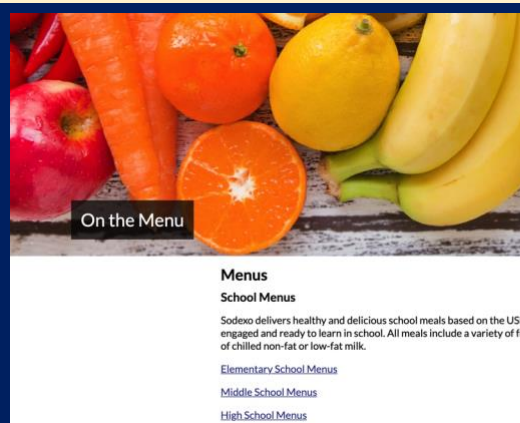 On the Menu
Menus
School Menus
Sodexo delivers healthy and delicious school meals based on the US
engaged and ready to learn in school. All meals include a variety of f
of chilled non-fat or low-fat milk.
Elementary School Menus
Middle School Menus
High School Menus